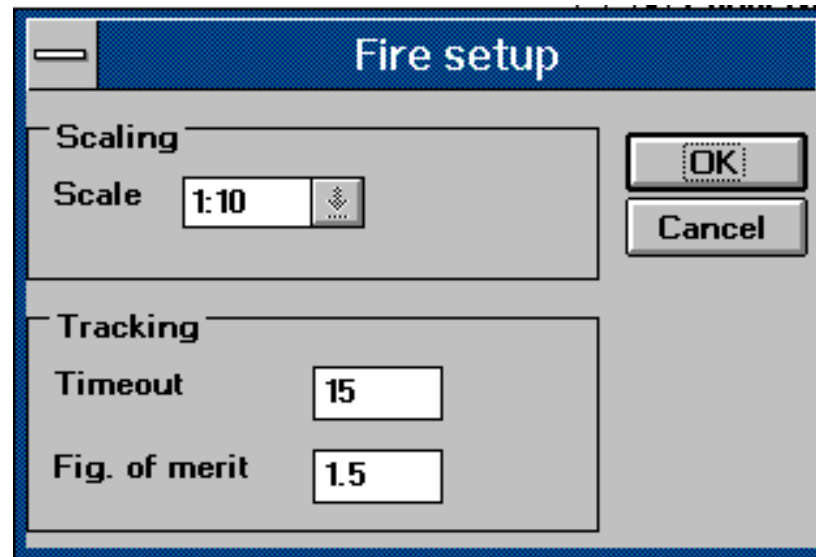 Fire setup
Scaling
Scale 1:10
OK
Cancel
Tracking
Timeout 15
Fig. of merit 1.5